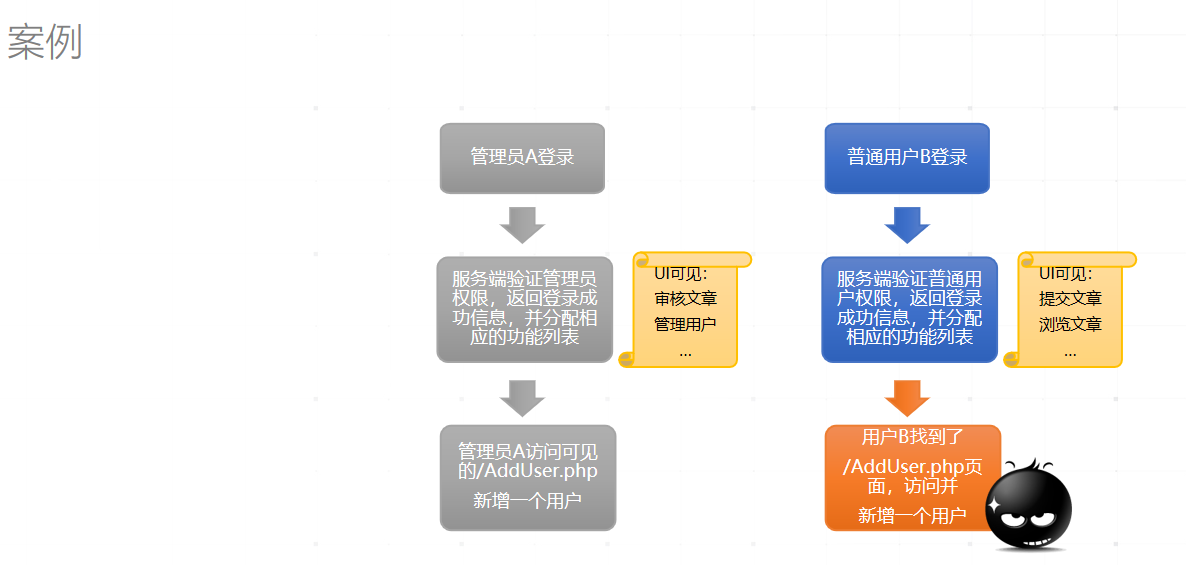 案例
管理员A登录
服务端验证管理员
权限，返回登录成
功信息，并分配相
应的功能列表
UI可见：
审核文章
管理用户
...
管理员A访问可见
的/AddUser.php
新增一个用户
普通用户B登录
服务端验证普通用
户权限，返回登录
成功信息，并分配
相应的功能列表
UI可见：
提交文章
浏览文章
...
用户B找到了
/AddUser.php页
面，访问并
新增一个用户